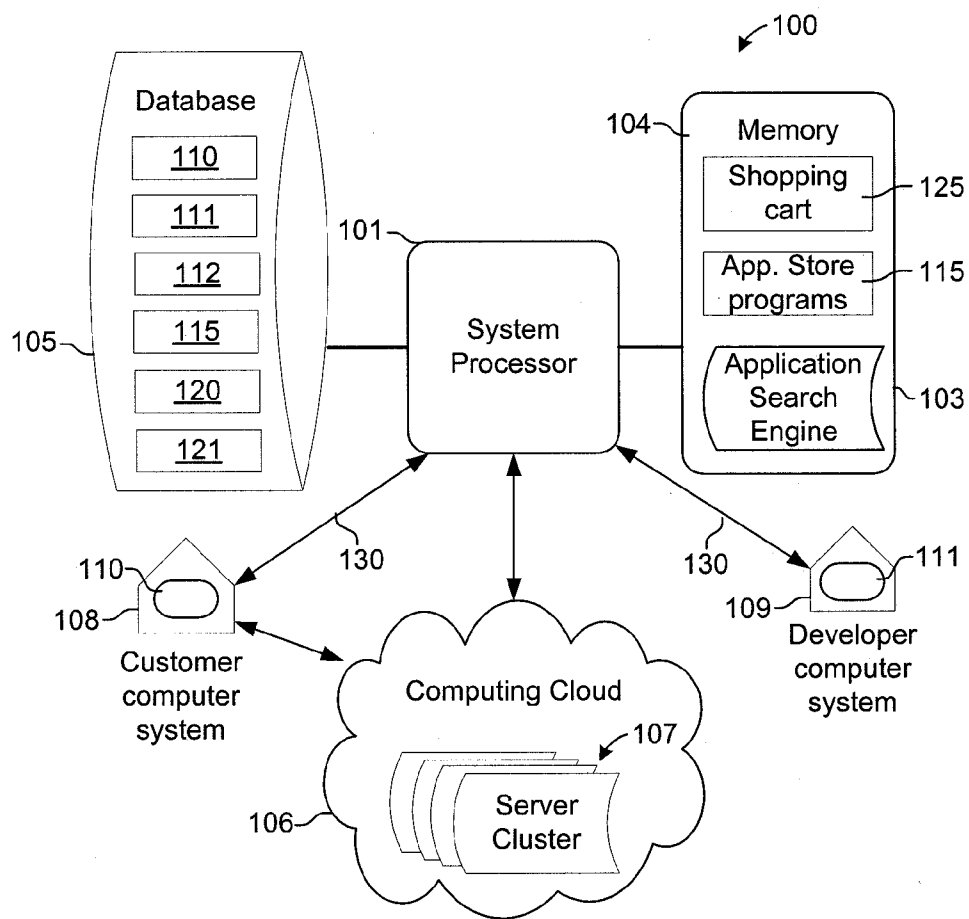 100
Database
110
111
112
115
120
121
105
101
System
Processor
104
Memory
Shopping
cart
125
App. Store
programs
115
Application
Search
Engine
103
130
130
110
108
Customer
computer
system
111
109
Developer
computer
system
Computing Cloud
107
106
Server
Cluster